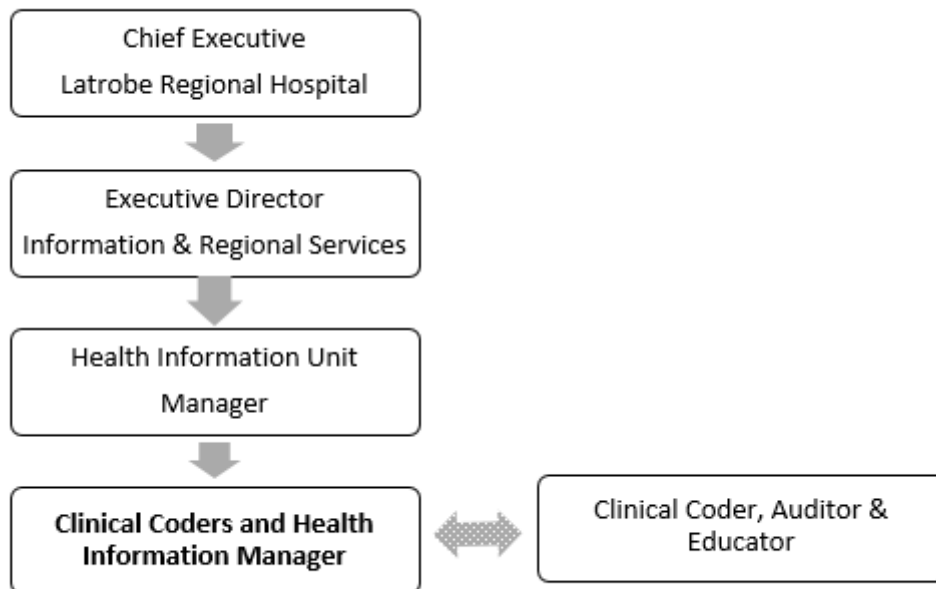 Chief Executive
Latrobe Regional Hospital
Executive Director
Information & Regional Services
Health Information Unit
Manager
Clinical Coders and Health
Information Manager
Clinical Coder, Auditor &
Educator